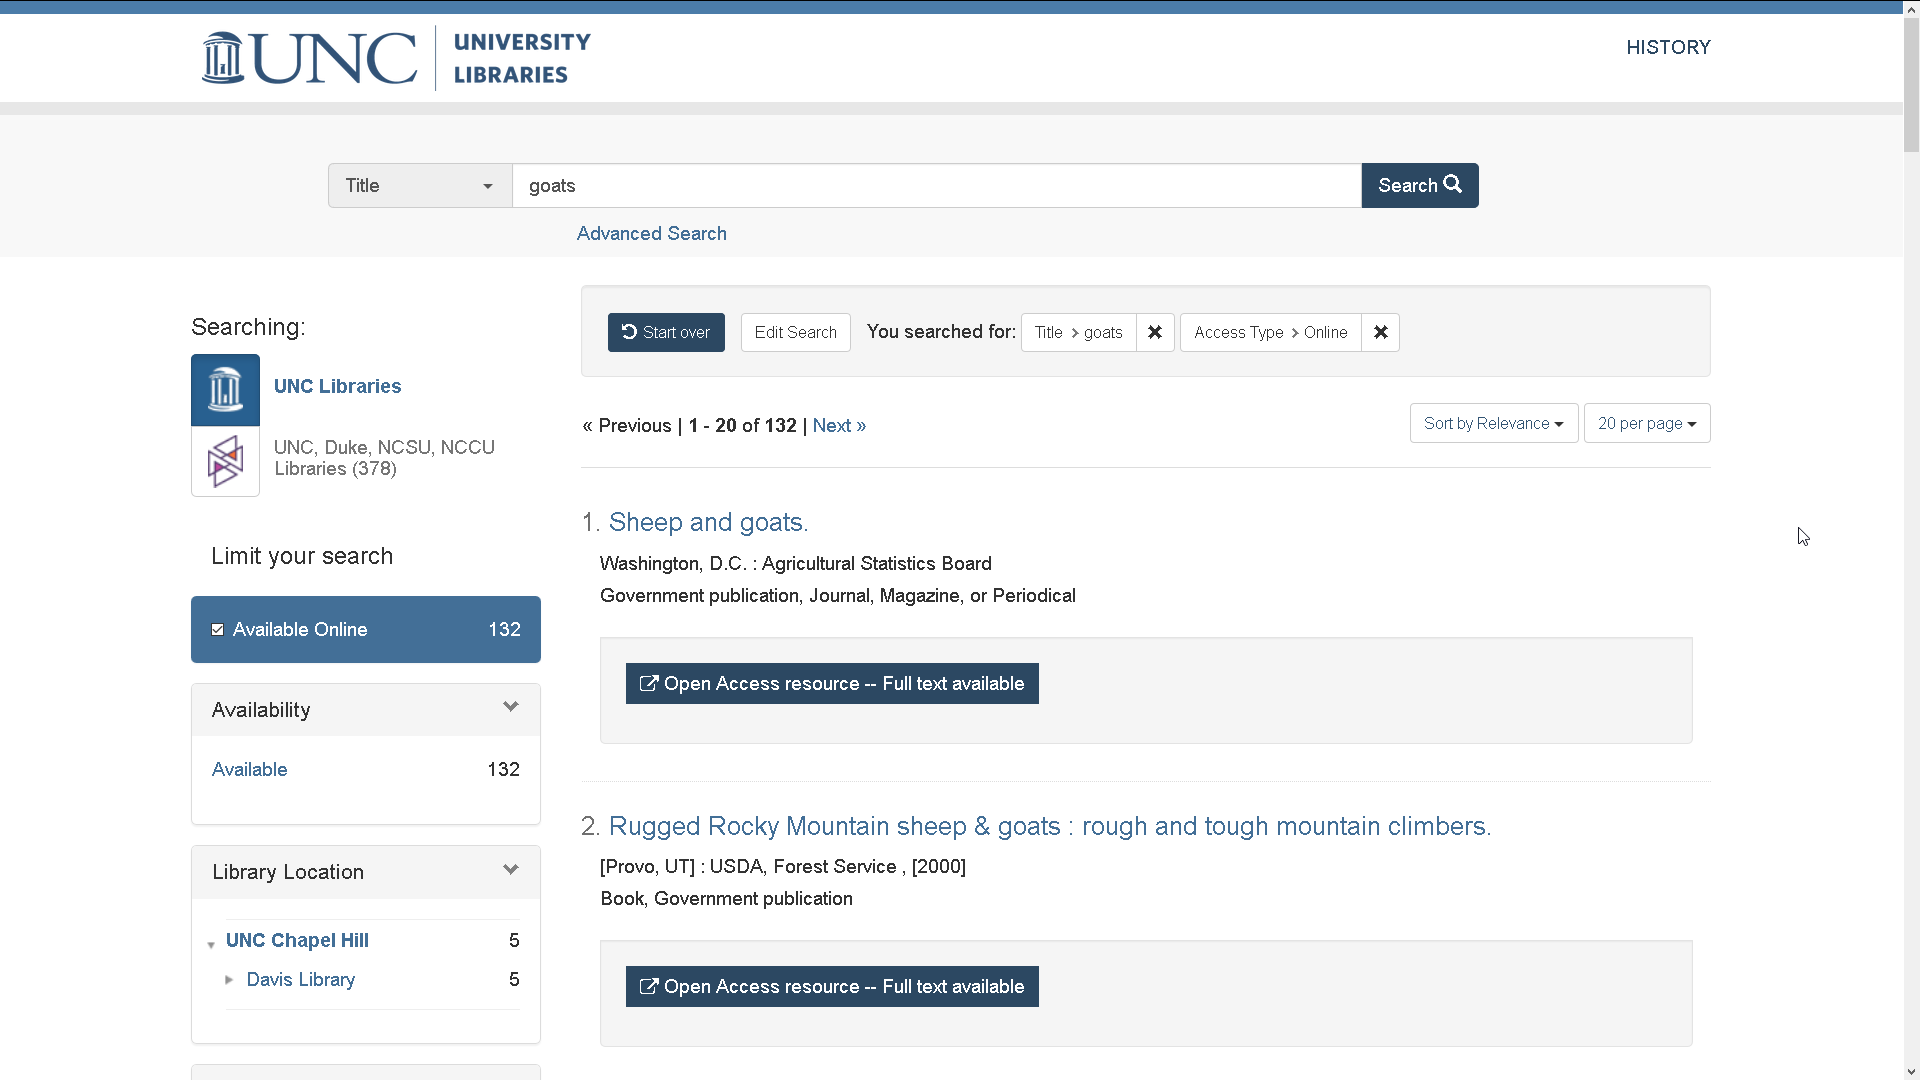 UNC UNIVERSITY
LIBRARIES
HISTORY
Title goats Search
Advanced Search
Searching:
UNC Libraries
UNC, Duke, NCSU, NCCU
Libraries (378)
Limit your search
Available Online 132
Availability
Available 132
Library Location
UNC Chapel Hill 5
Davis Library 5
Start over Edit Search You searched for: Title > goats ✖ Access Type > Online ✖
« Previous | 1 - 20 of 132 | Next »
Sort by Relevance 20 per page
1. Sheep and goats.
Washington, D.C. : Agricultural Statistics Board
Government publication, Journal, Magazine, or Periodical
Open Access resource -- Full text available
2. Rugged Rocky Mountain sheep & goats : rough and tough mountain climbers.
[Provo, UT] : USDA, Forest Service , [2000]
Book, Government publication
Open Access resource -- Full text available